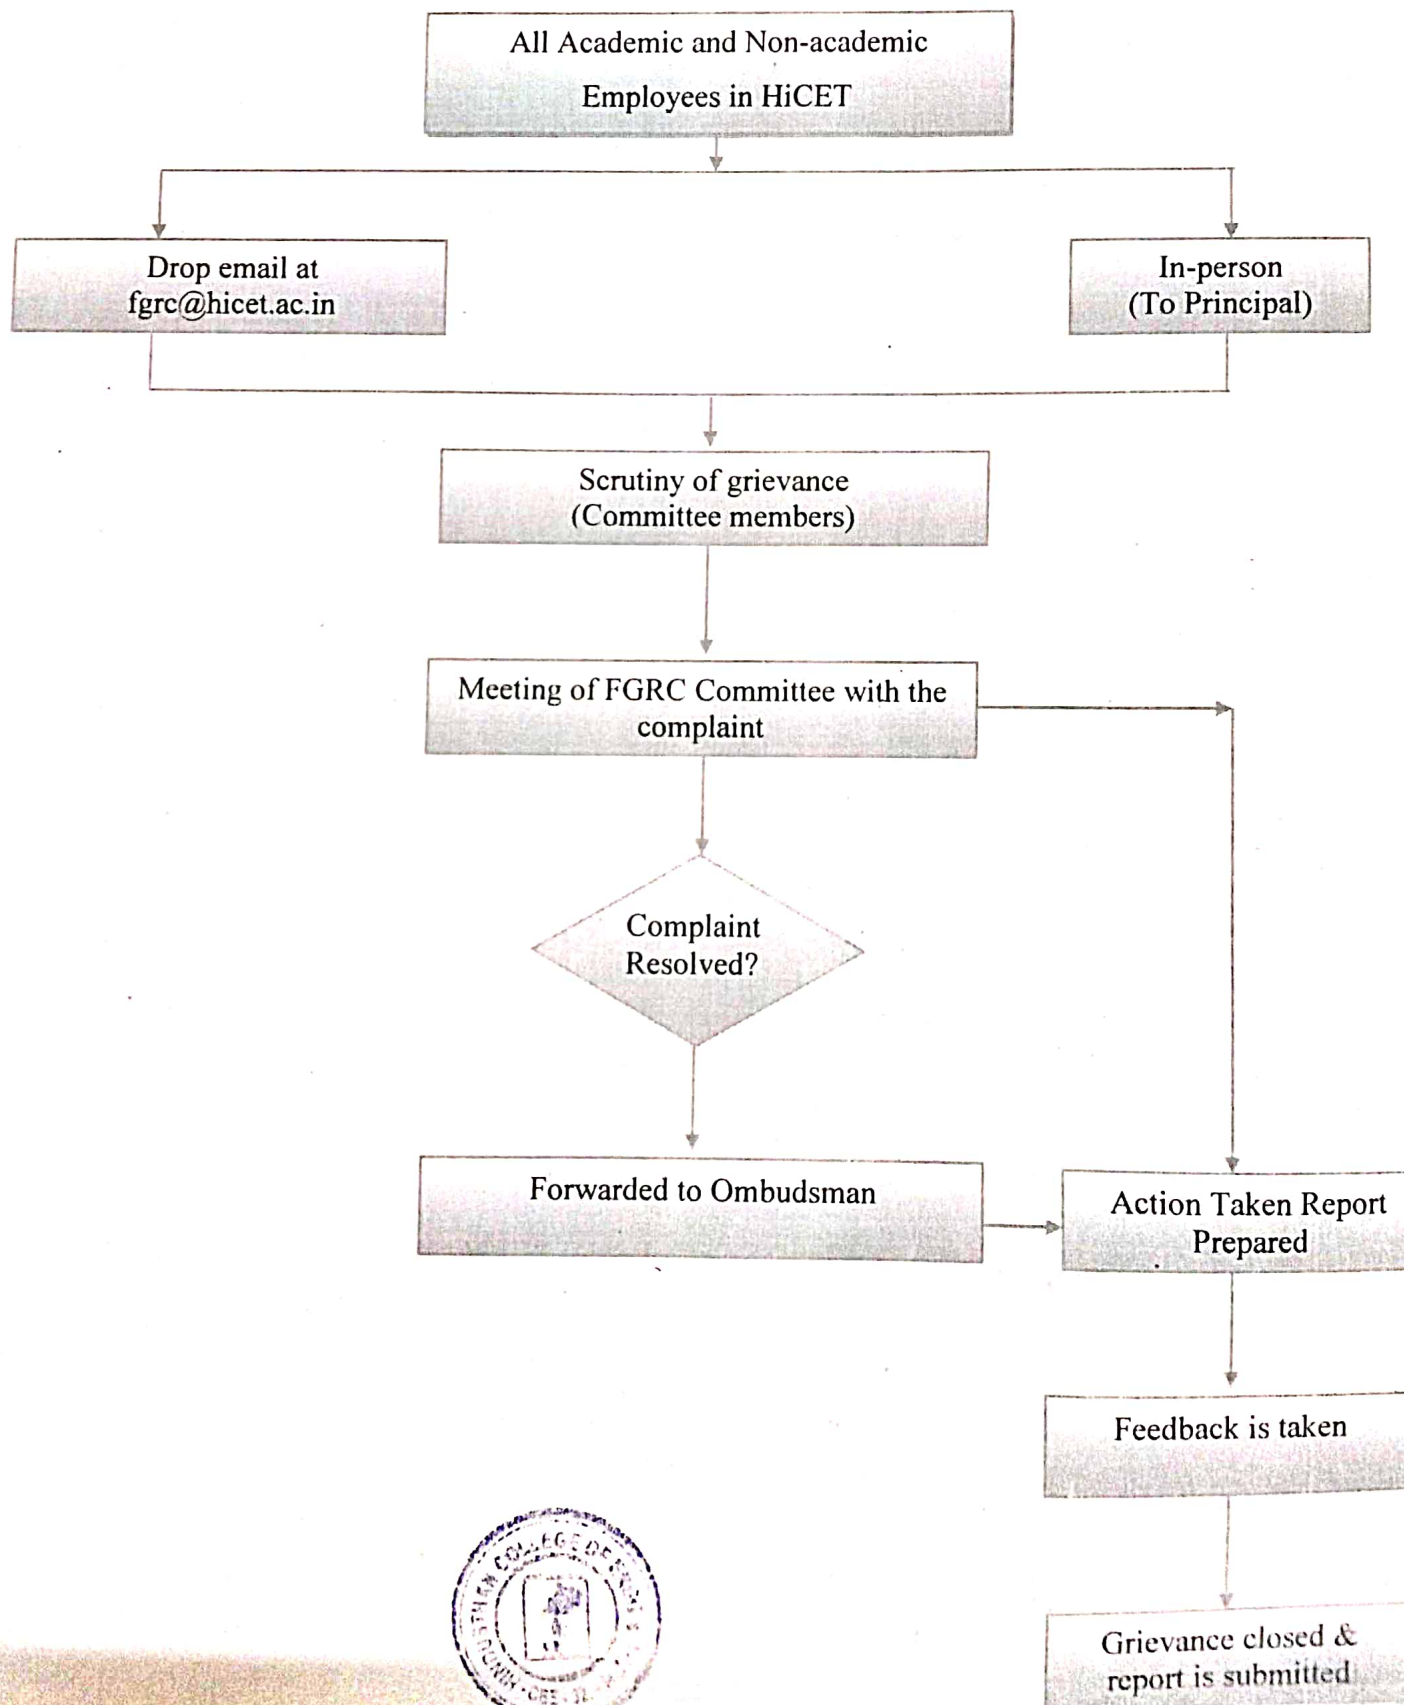 All Academic and Non-academic
Employees in HiCET
Drop email at
fgrc@hicet.ac.in
In-person
(To Principal)
Scrutiny of grievance
(Committee members)
Meeting of FGRC Committee with the
complaint
Complaint
Resolved?
Forwarded to Ombudsman
Action Taken Report
Prepared
Feedback is taken
Grievance closed &
report is submitted
COLLEGE OF